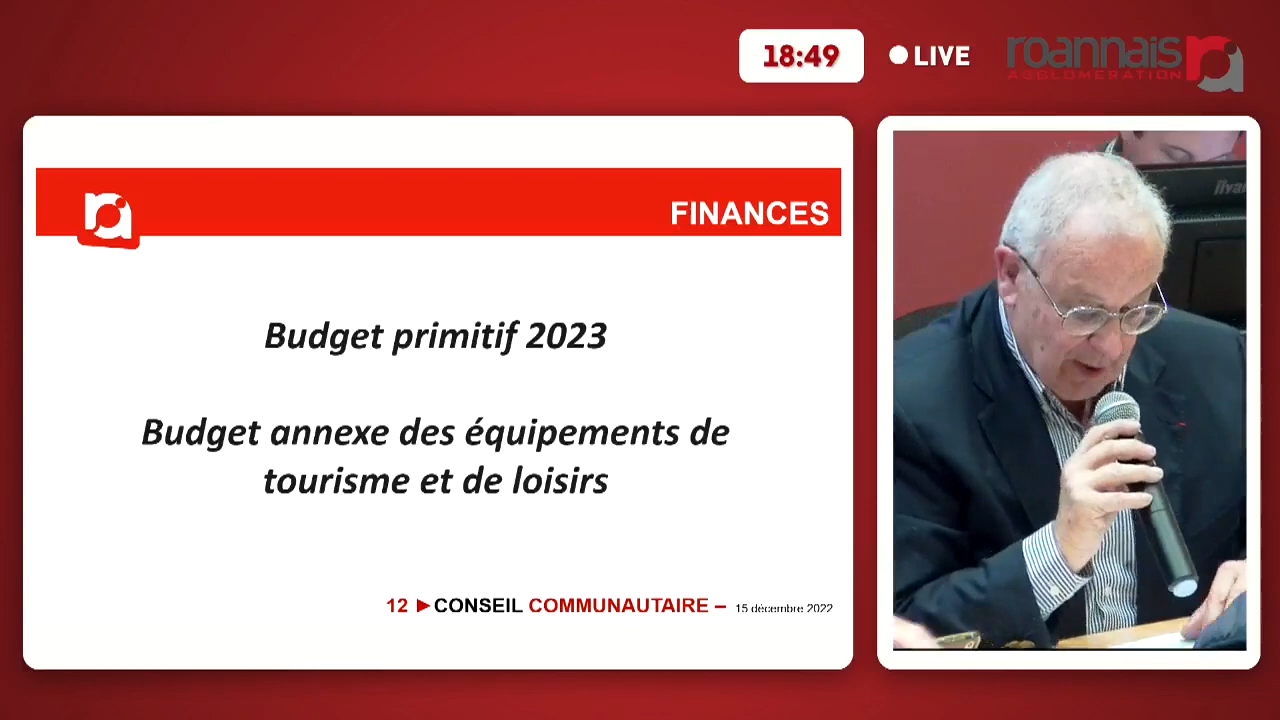 18:49
LIVE
roannais
AGGLOMÉRATION
FINANCES
Budget primitif 2023
Budget annexe des équipements de
tourisme et de loisirs
12 ►CONSEIL COMMUNAUTAIRE – 15 décembre 2022